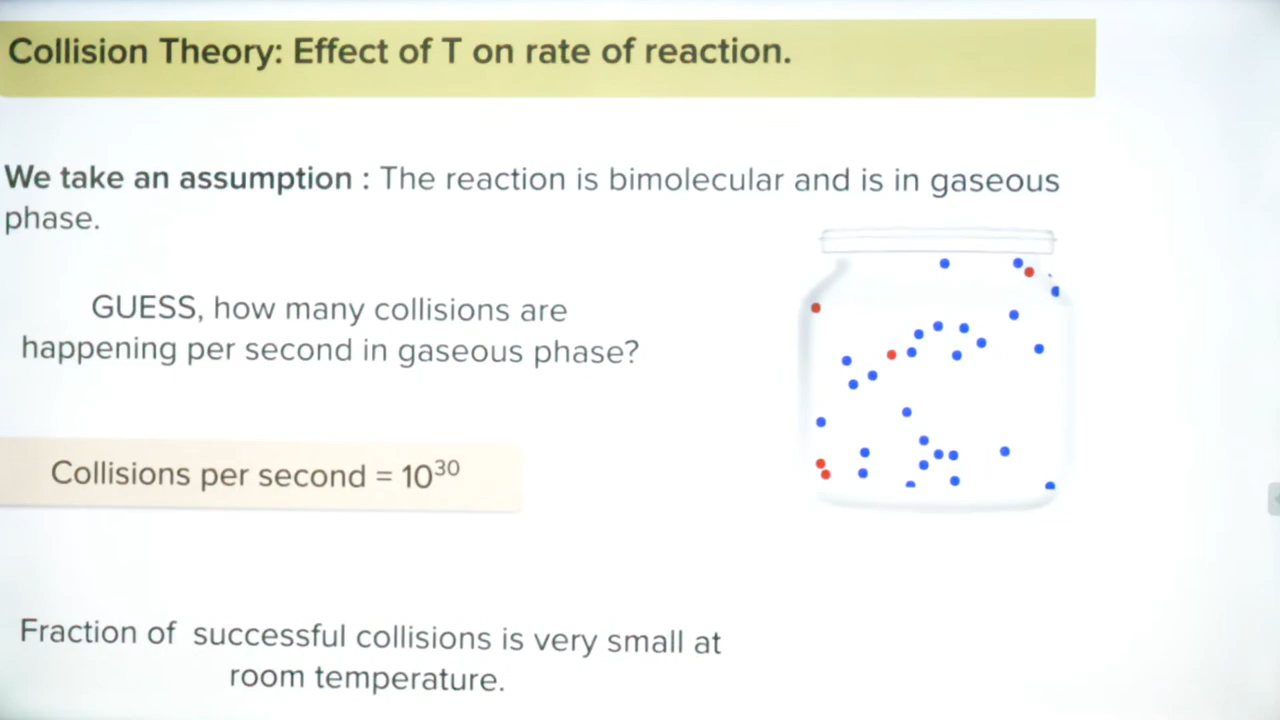 Collision Theory: Effect of T on rate of reaction.
We take an assumption : The reaction is bimolecular and is in gaseous
phase.
GUESS, how many collisions are
happening per second in gaseous phase?
Collisions per second = 10³⁰
Fraction of successful collisions is very small at
room temperature.